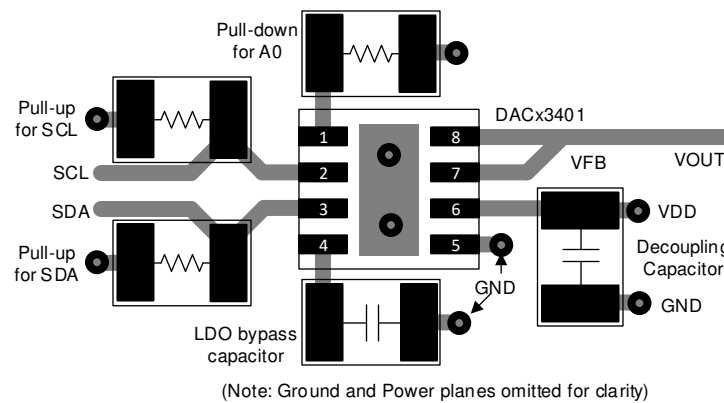 Pull-down
for A0
Pull-up
for SCL
DACx3401
1
8
VFB
VOUT
2
7
SCL
SDA
3
6
VDD
Pull-up
for SDA
4
5
Decoupling
Capacitor
GND
GND
LDO bypass
capacitor
(Note: Ground and Power planes omitted for clarity)